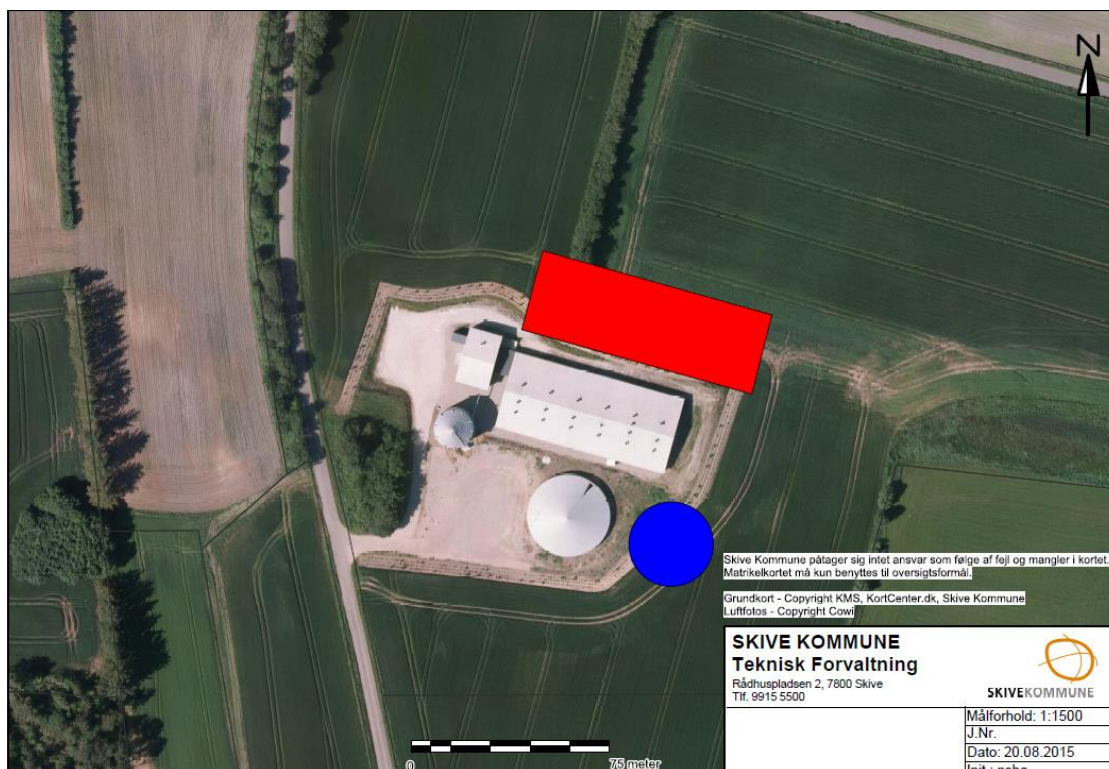 N
Skive Kommune påtager sig intet ansvar som følge af fejl og mangler i kortet.
Matrikelkortet må kun benyttes til oversigtsformål.
Grundkort - Copyright KMS, KortCenter.dk, Skive Kommune
Luftfotos - Copyright Cowi
SKIVE KOMMUNE
Teknisk Forvaltning
Rådhuspladsen 2, 7800 Skive
Tlf. 9915 5500
SKIVEKOMMUNE
Målforhold: 1:1500
J.Nr.
Dato: 20.08.2015
0 75 meter